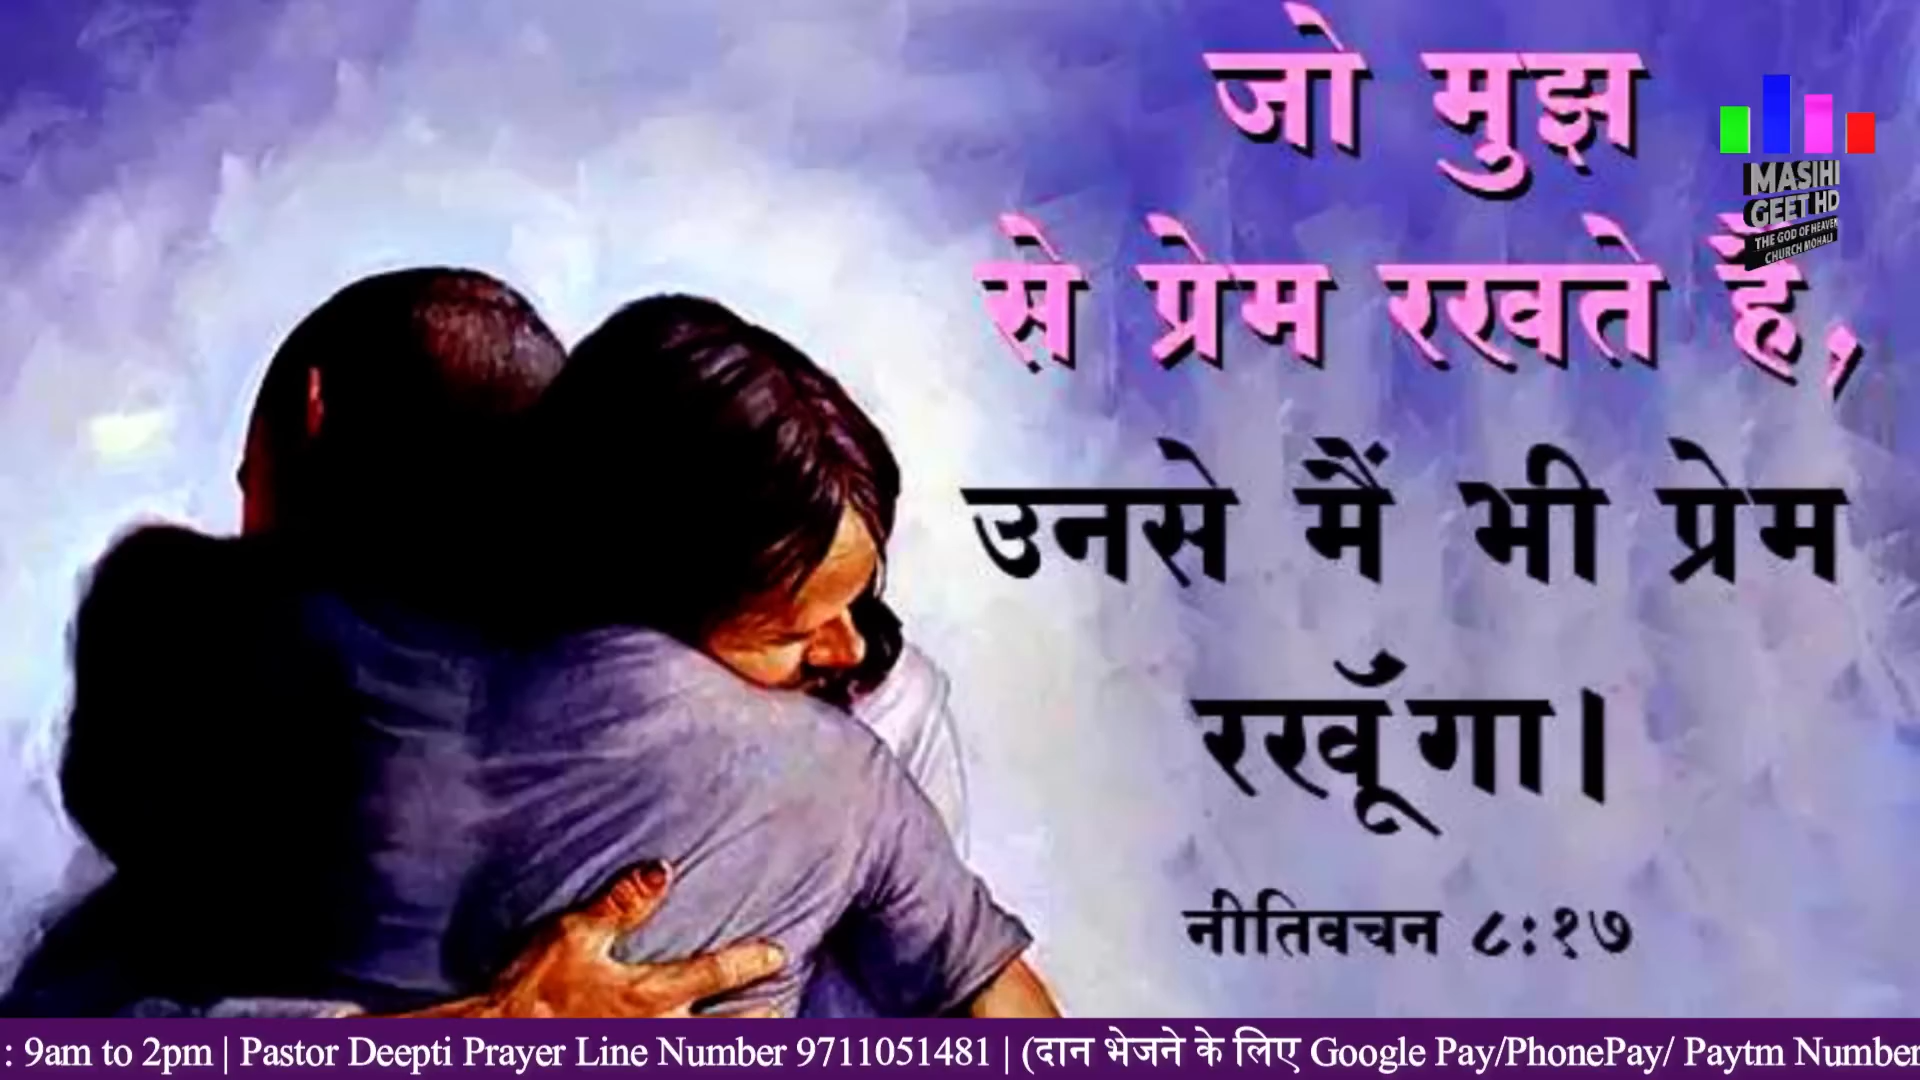 जो मुझ
से प्रेम रखते है,
उनसे मैं भी प्रेम
रखूँगा।
नीतिवचन ८:१७
MASIHI
GEET HD
THE GOD OF HEAVEN
CHURCH MOHALI
: 9am to 2pm | Pastor Deepti Prayer Line Number 9711051481 | (दान भेजने के लिए Google Pay/PhonePay/ Paytm Number